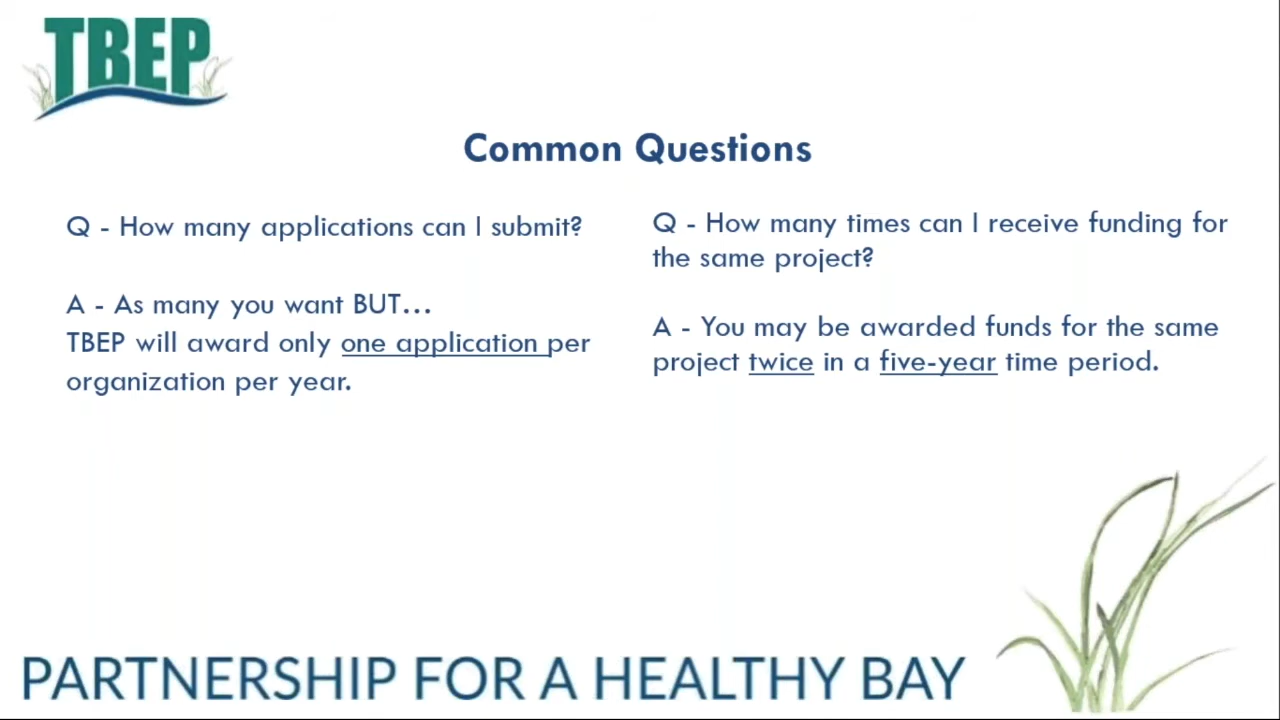 TBEP
Common Questions
Q - How many applications can I submit?
A - As many you want BUT...
TBEP will award only one application per
organization per year.
Q - How many times can I receive funding for
the same project?
A - You may be awarded funds for the same
project twice in a five-year time period.
PARTNERSHIP FOR A HEALTHY BAY